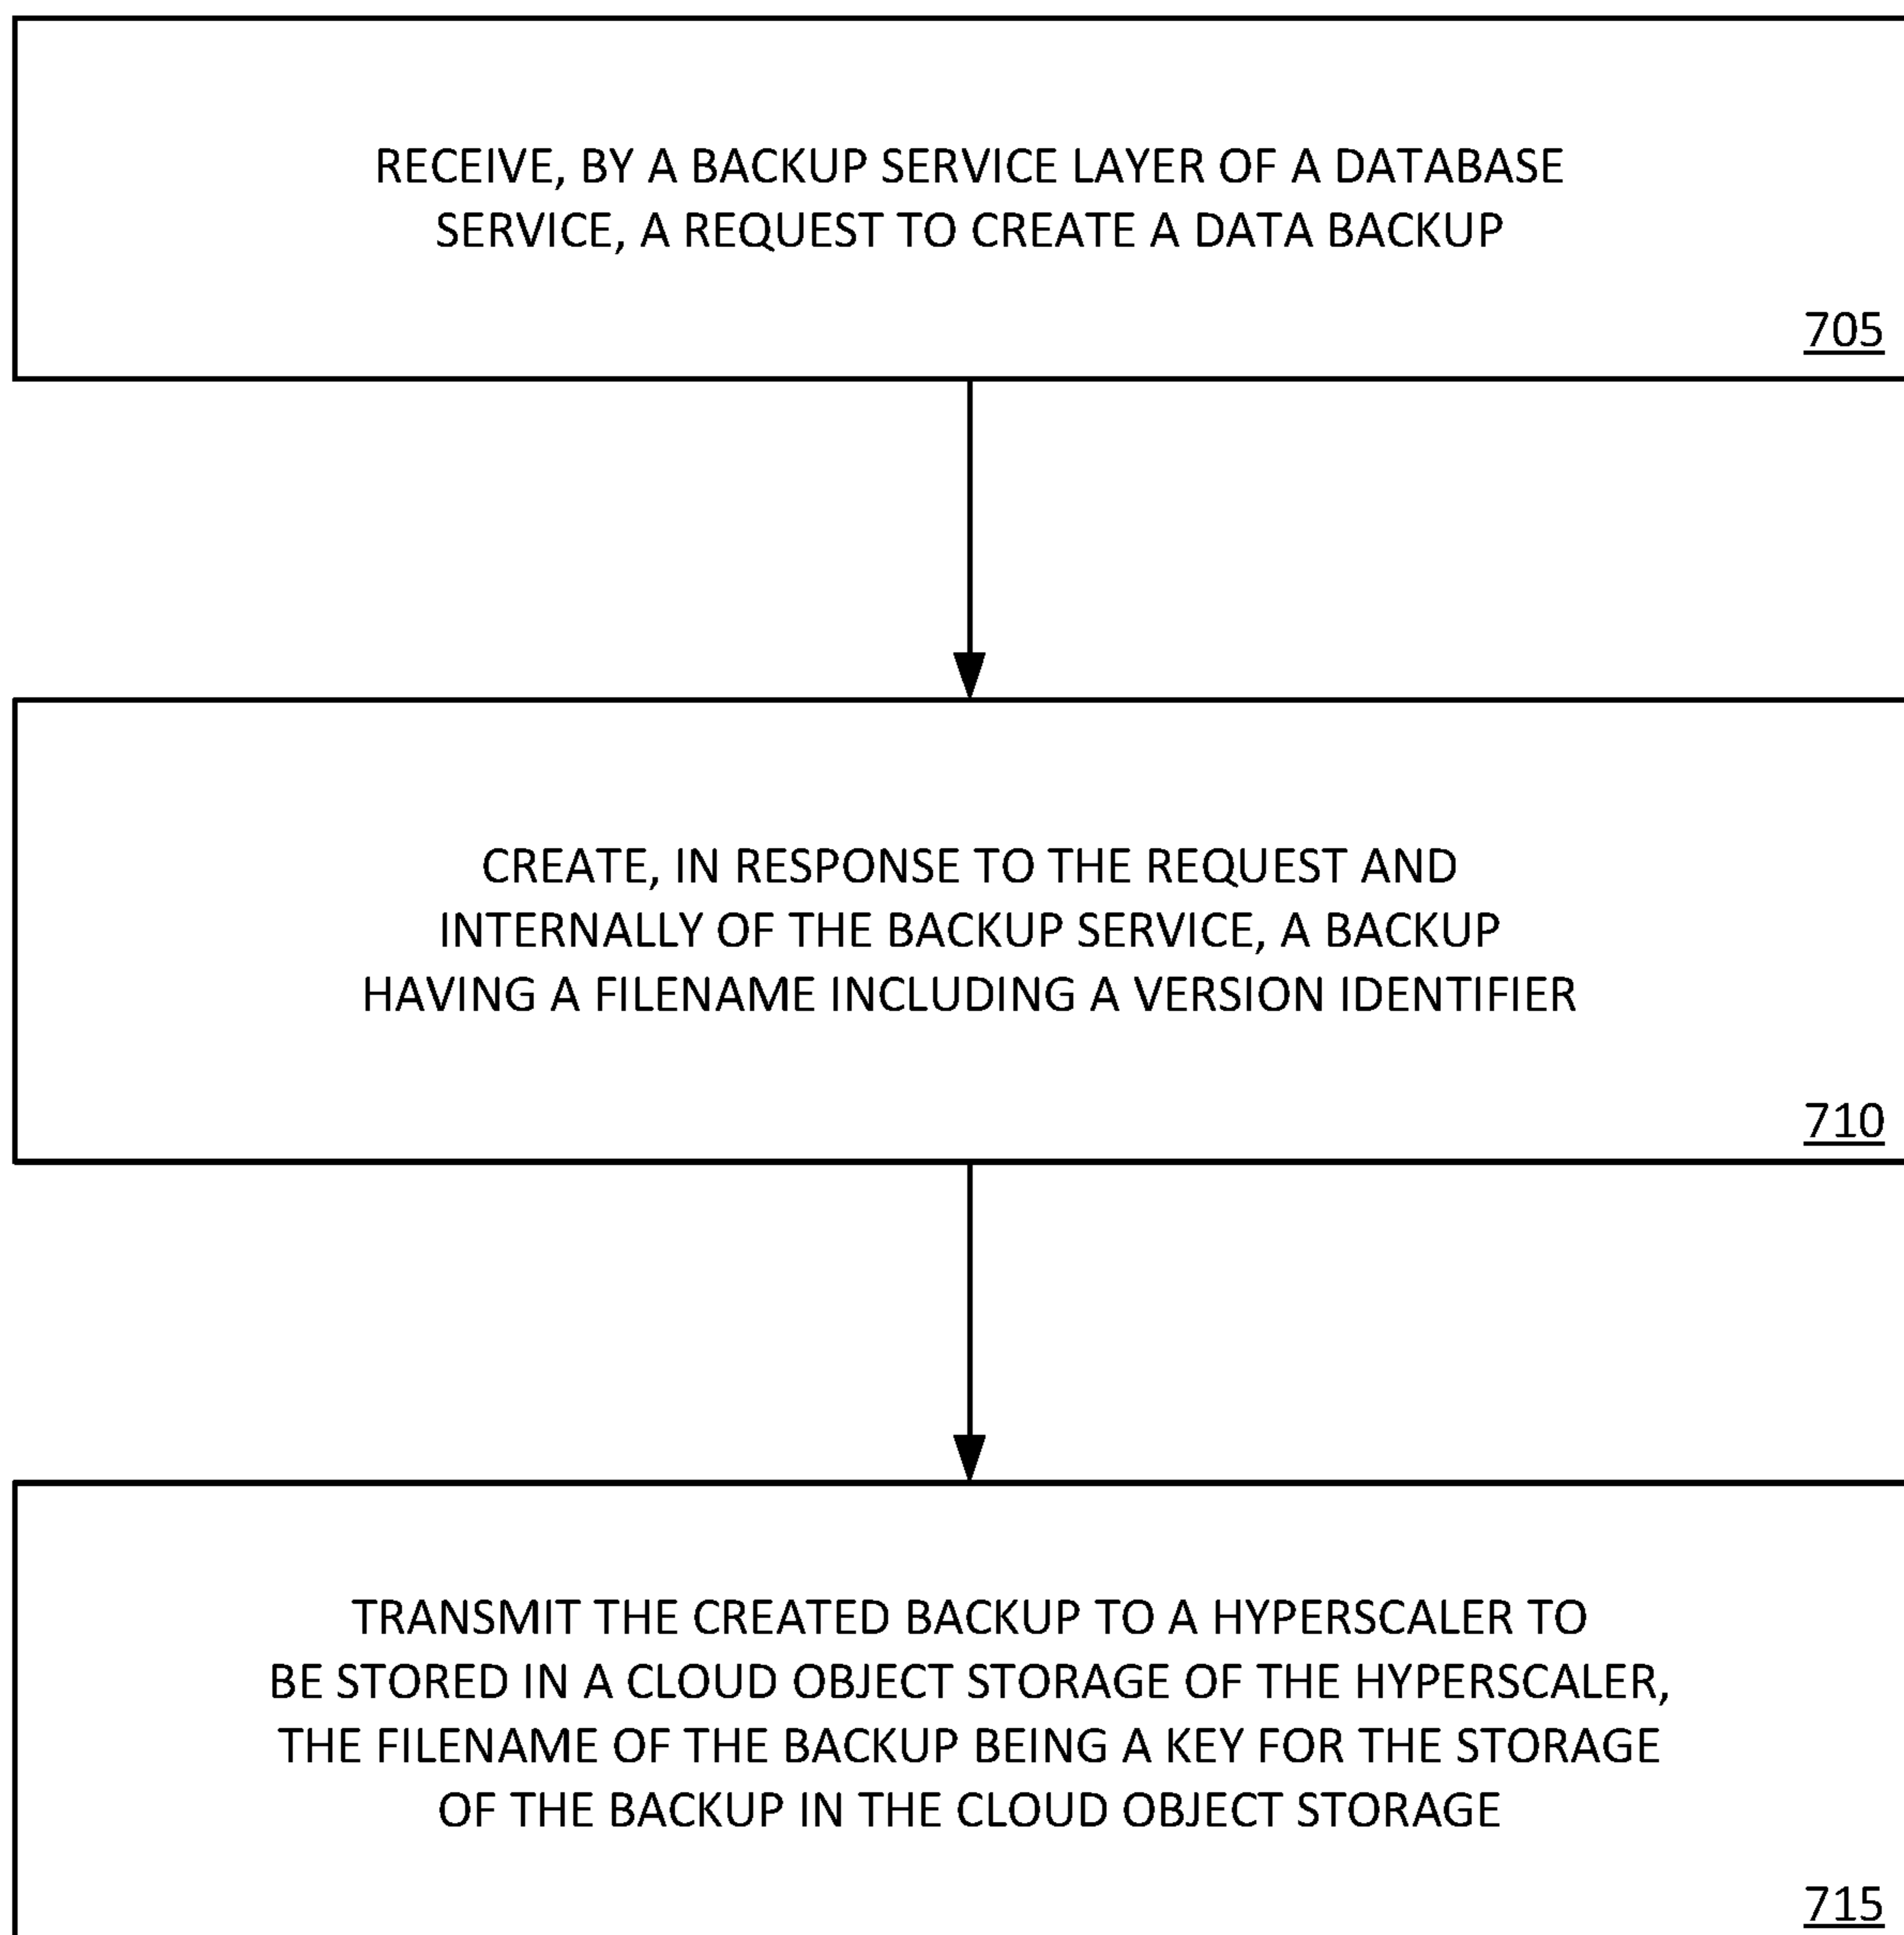 RECEIVE, BY A BACKUP SERVICE LAYER OF A DATABASE
SERVICE, A REQUEST TO CREATE A DATA BACKUP
705
CREATE, IN RESPONSE TO THE REQUEST AND
INTERNALLY OF THE BACKUP SERVICE, A BACKUP
HAVING A FILENAME INCLUDING A VERSION IDENTIFIER
710
TRANSMIT THE CREATED BACKUP TO A HYPERSCALER TO
BE STORED IN A CLOUD OBJECT STORAGE OF THE HYPERSCALER,
THE FILENAME OF THE BACKUP BEING A KEY FOR THE STORAGE
OF THE BACKUP IN THE CLOUD OBJECT STORAGE
715